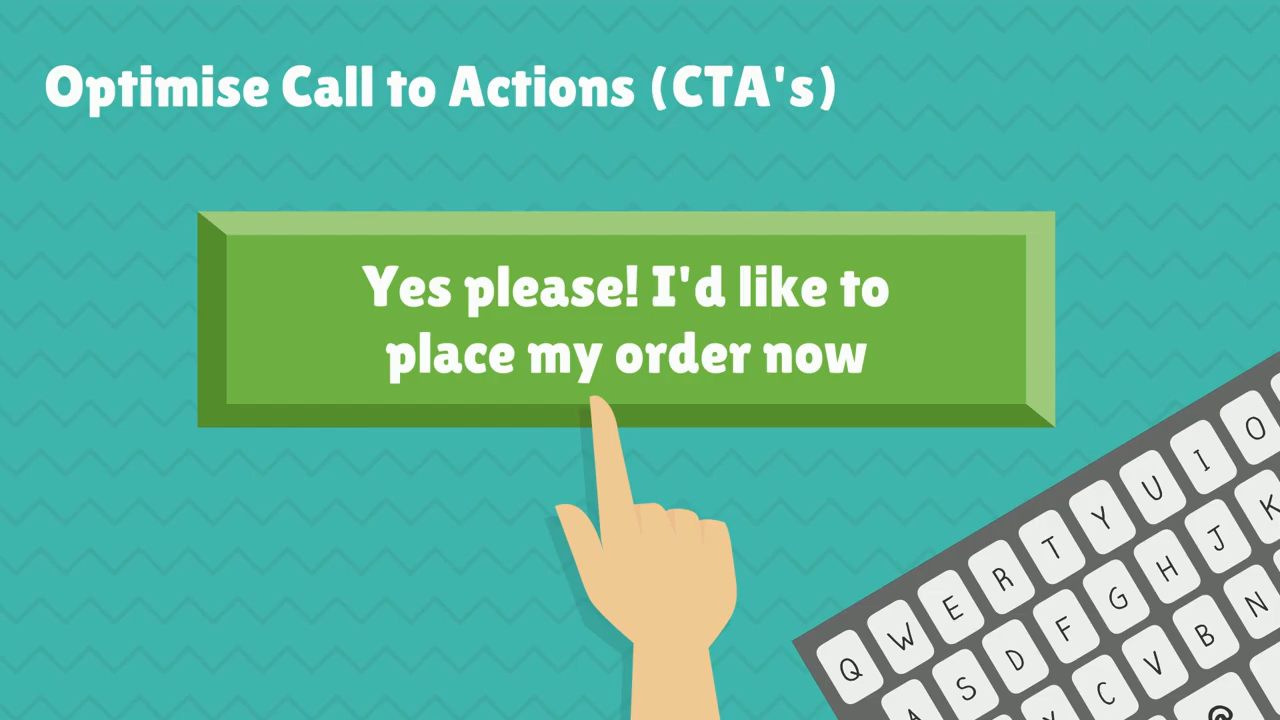 Optimise Call to Actions (CTA's)
Yes please! I'd like to
place my order now
Q W E R T Y U I O
A S D F G H J K
X C V B N
@